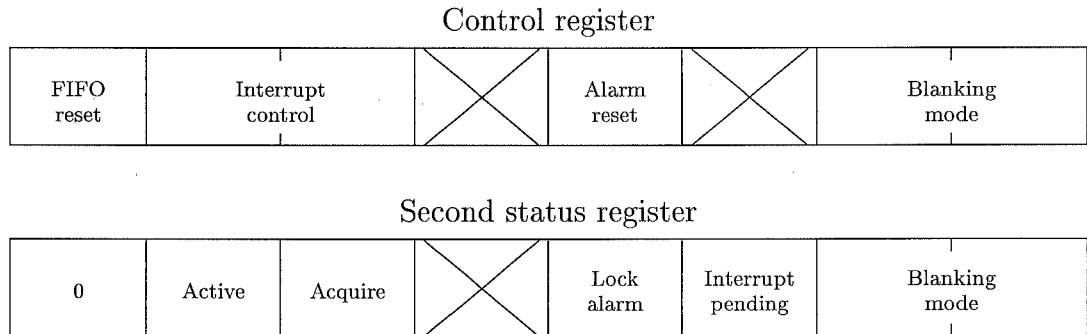 Control register
FIFO
reset
Interrupt
control
Alarm
reset
Blanking
mode
Second status register
0
Active
Acquire
Lock
alarm
Interrupt
pending
Blanking
mode